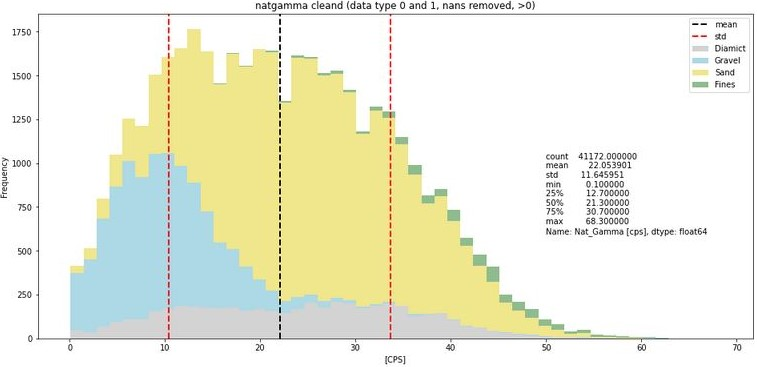 natgamma cleand (data type 0 and 1, nans removed, >0)
mean
std
Diamict
Gravel
Sand
Fines
Frequency
1750
1500
1250
1000
750
500
250
0
count 41172.000000
mean 22.053901
std 11.645951
min 0.100000
25% 12.700000
50% 21.300000
75% 30.700000
max 68.300000
Name: Nat_Gamma [cps], dtype: float64
0 10 20 30 40 50 60 70
[CPS]